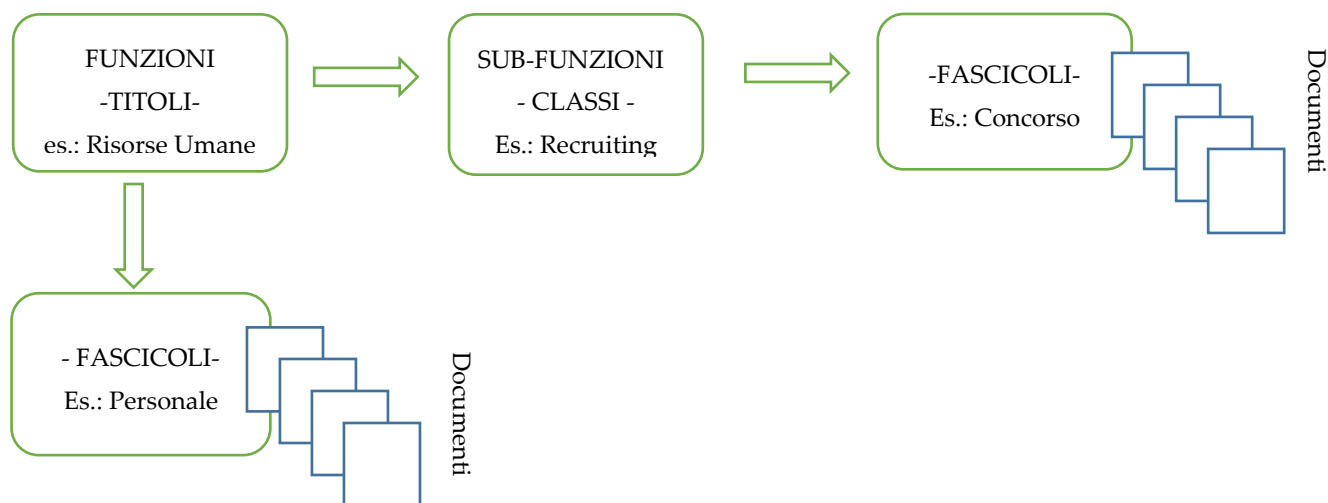 FUNZIONI
-TITOLI-
es.: Risorse Umane
SUB-FUNZIONI
- CLASSI -
Es.: Recruiting
-FASCICOLI-
Es.: Concorso
Documenti
- FASCICOLI-
Es.: Personale
Documenti